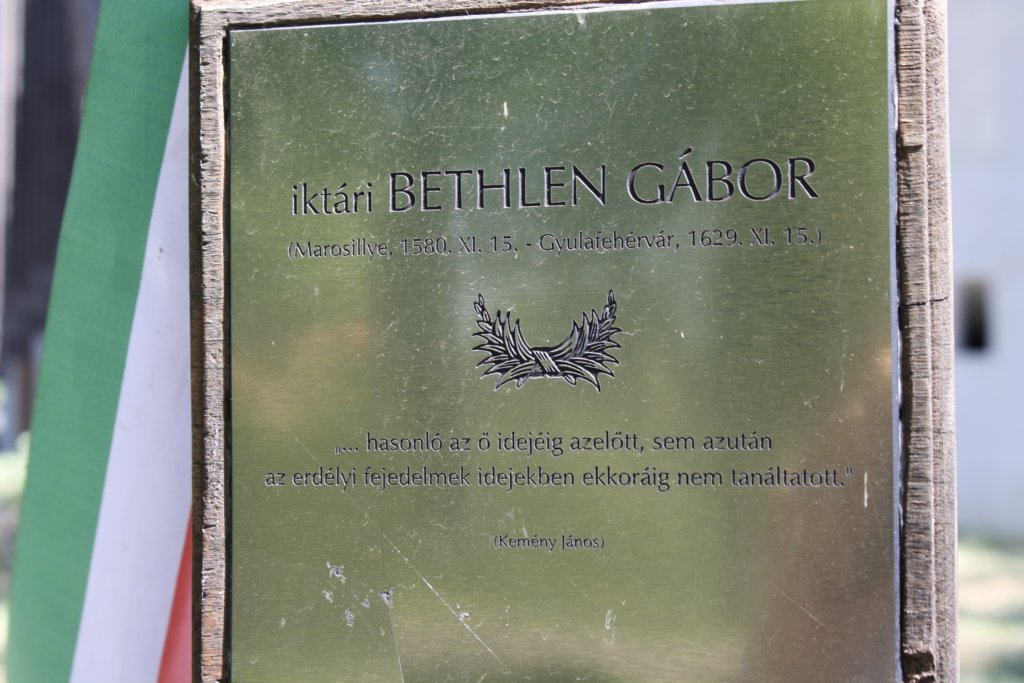 iktári BETHLEN GÁBOR
(Marosillye, 1580. XI. 15. - Gyulafehérvár, 1629. XI. 15.)
„... hasonló az ő idejéig azelőtt, sem azután
az erdélyi fejedelmek idejekben ekkoráig nem tanáltatott."
(Kemény János)